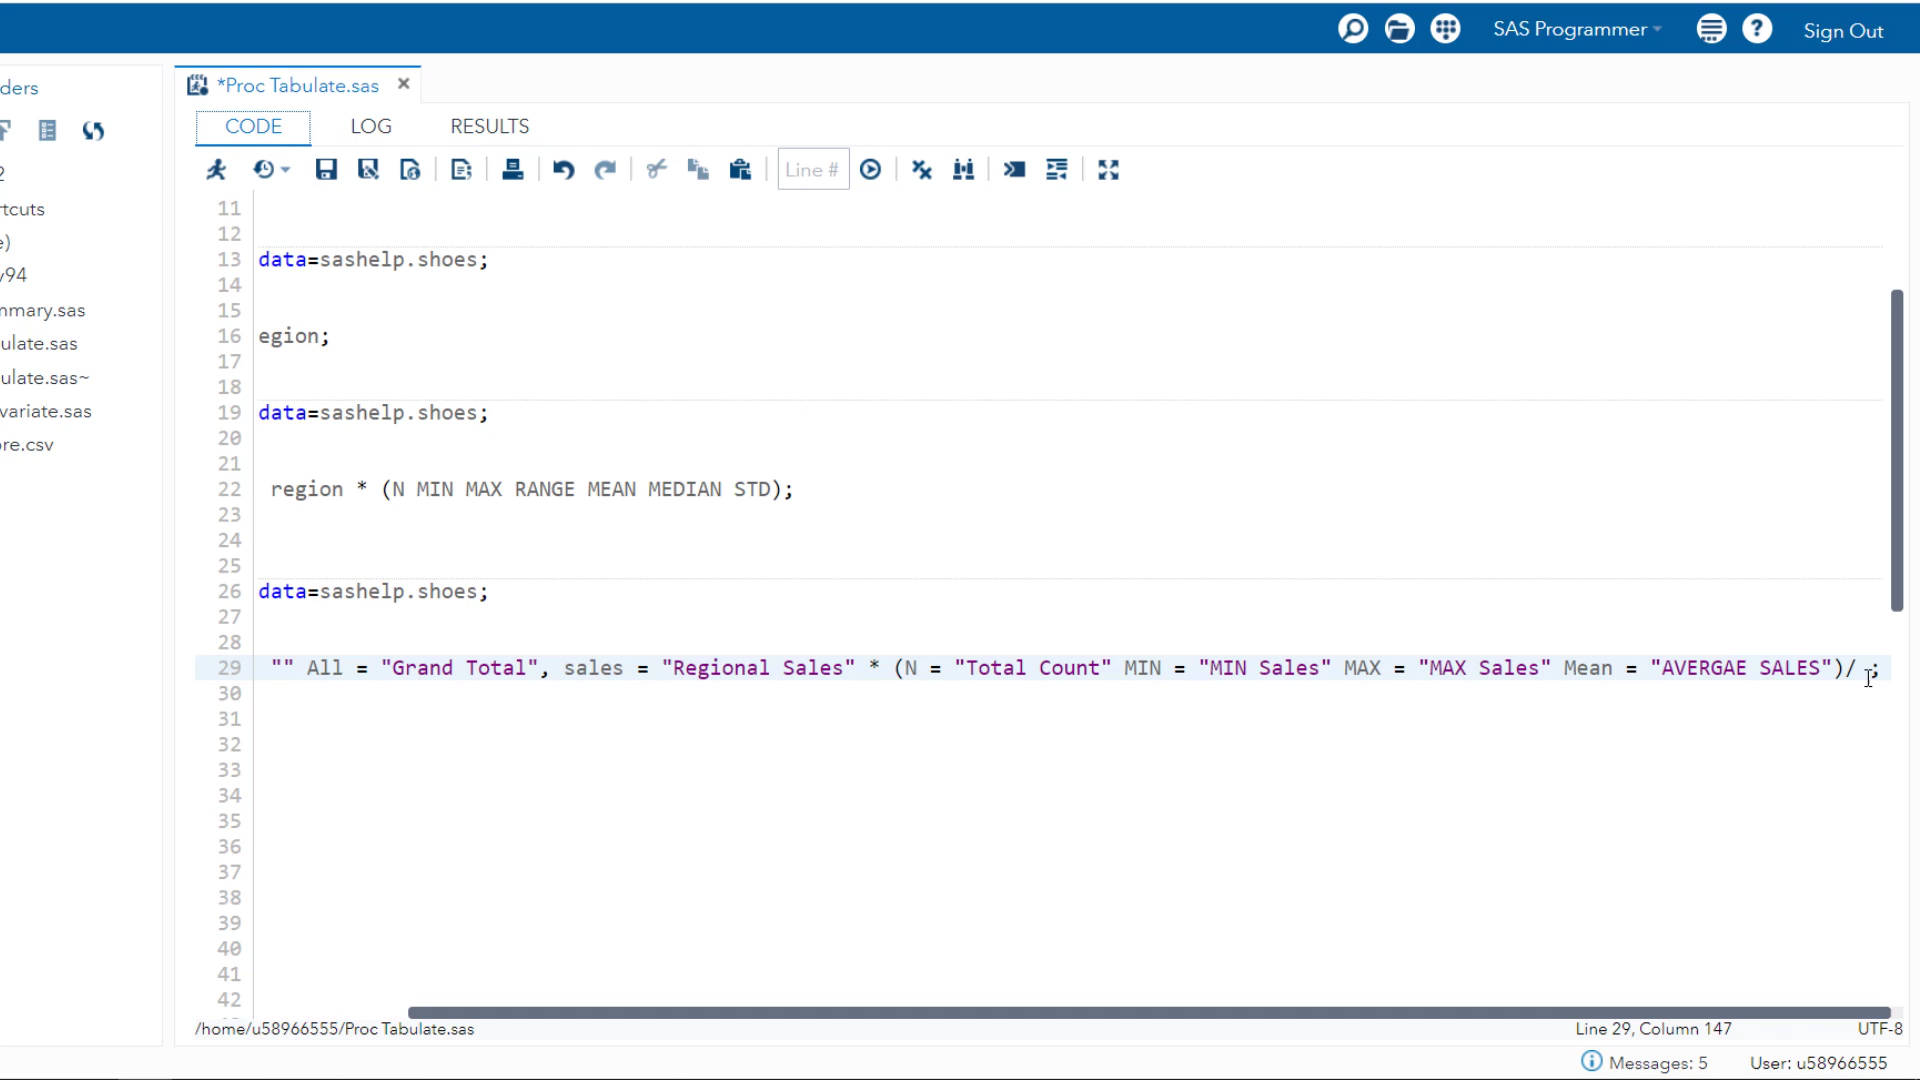 SAS Programmer
Sign Out
ders
*Proc Tabulate.sas
CODE LOG RESULTS
Line #
2
rtcuts
e)
v94
nmary.sas
ulate.sas
ulate.sas~
variate.sas
ore.csv
11
12
13 data=sashelp.shoes;
14
15
16 egion;
17
18
19 data=sashelp.shoes;
20
21
22 region * (N MIN MAX RANGE MEAN MEDIAN STD);
23
24
25
26 data=sashelp.shoes;
27
28
29 "" All = "Grand Total", sales = "Regional Sales" * (N = "Total Count" MIN = "MIN Sales" MAX = "MAX Sales" Mean = "AVERGAE SALES")/ ;
30
31
32
33
34
35
36
37
38
39
40
41
42
/home/u58966555/Proc Tabulate.sas
Line 29, Column 147
UTF-8
Messages: 5
User: u58966555